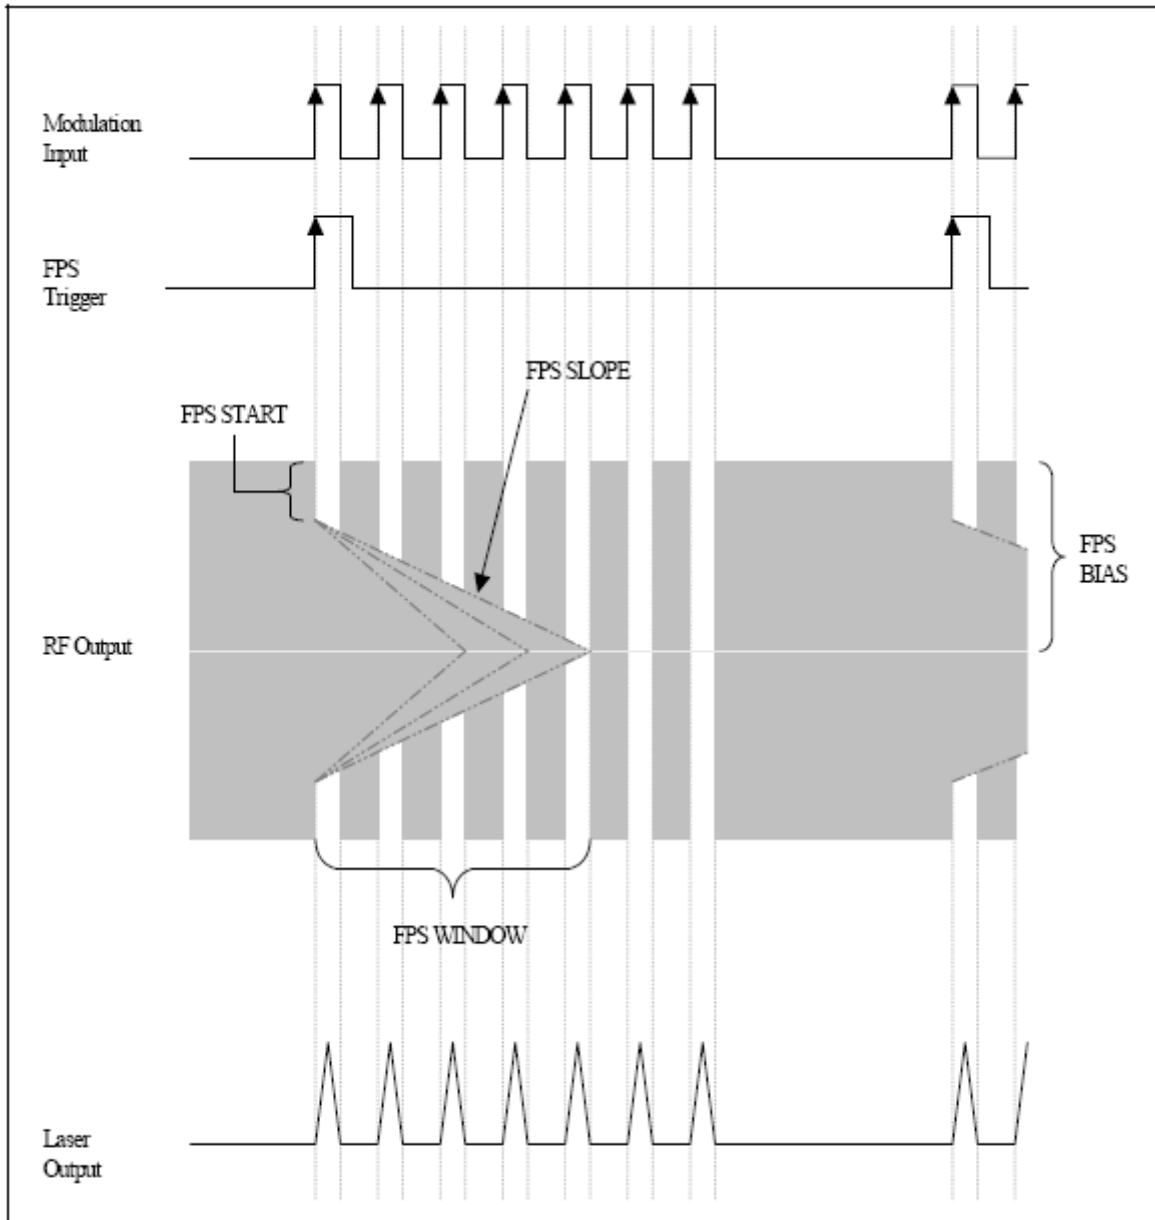 Modulation
Input
FPS
Trigger
FPS SLOPE
FPS START
FPS
BIAS
RF Output
FPS WINDOW
Laser
Output